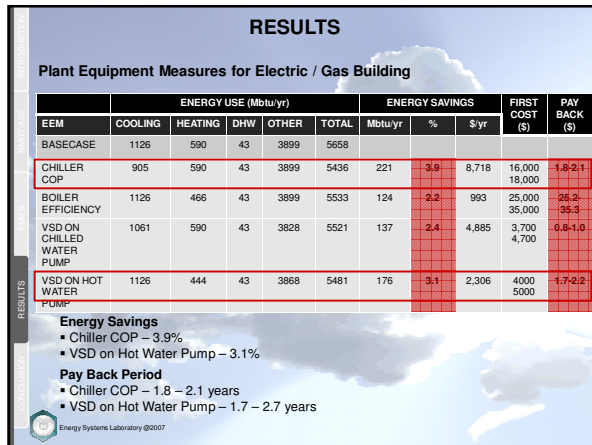 RESULTS
Plant Equipment Measures for Electric / Gas Building
ENERGY USE (Mbtu/yr) ENERGY SAVINGS FIRST COST ($) PAY BACK ($)
EEM COOLING HEATING DHW OTHER TOTAL Mbtu/yr % $/yr
BASECASE 1126 590 43 3899 5658
CHILLER COP 905 590 43 3899 5436 221 3.9 8,718 16,000 18,000 1.8-2.1
BOILER EFFICIENCY 1126 466 43 3899 5533 124 2.2 993 25,000 35,000 25.2-35.3
VSD ON CHILLED WATER PUMP 1061 590 43 3828 5521 137 2.4 4,885 3,700 4,700 0.8-1.0
VSD ON HOT WATER PUMP 1126 444 43 3868 5481 176 3.1 2,306 4000 5000 1.7-2.2
Energy Savings
▪ Chiller COP – 3.9%
▪ VSD on Hot Water Pump – 3.1%
Pay Back Period
▪ Chiller COP – 1.8 – 2.1 years
▪ VSD on Hot Water Pump – 1.7 – 2.7 years
Energy Systems Laboratory @2007
INTRODUCTION
BASECASE
EEM'S
RESULTS
CONCLUSION